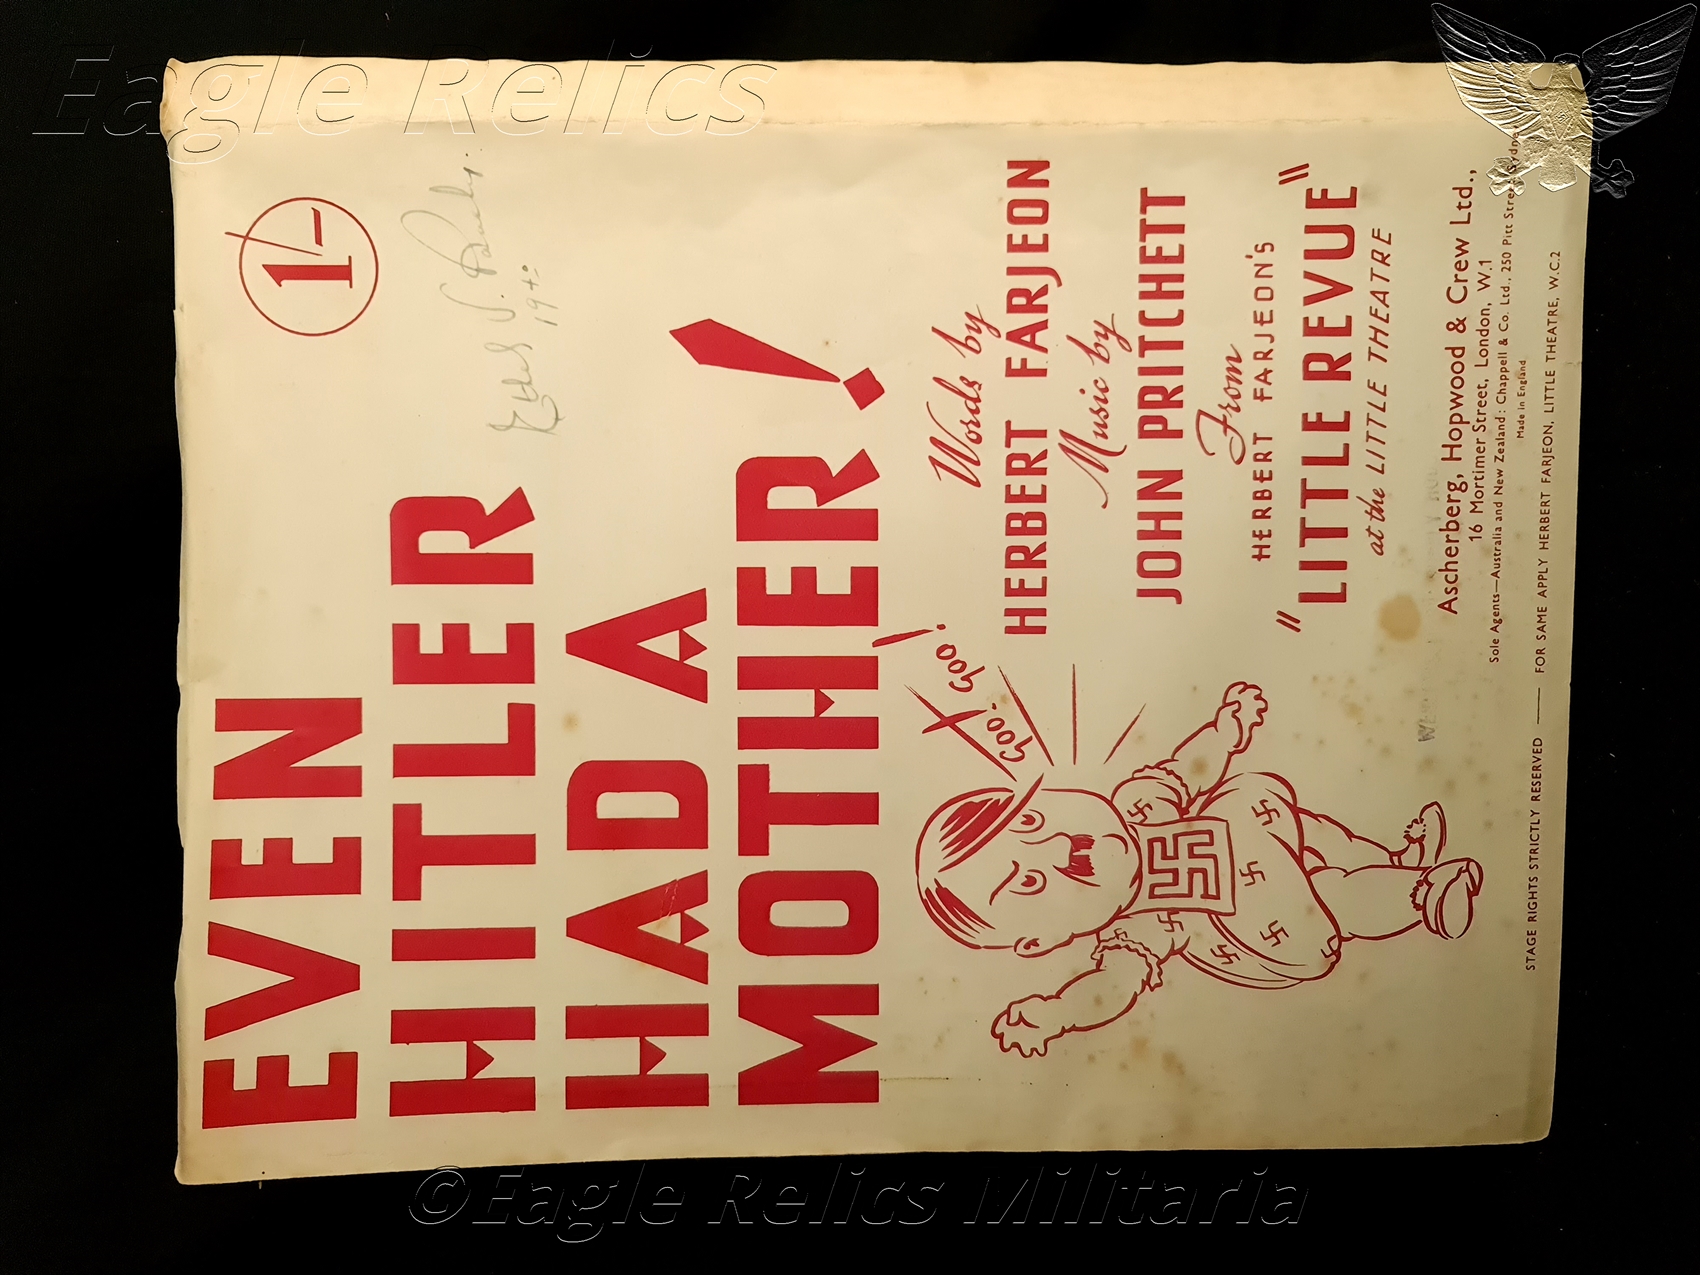 Eagle Relics
1/-
1940
EVEN
HITLER
HAD A
MOTHER!
Goo! Goo!
Words by
HERBERT FARJEON
Music by
JOHN PRITCHETT
From
HERBERT FARJEON'S
"LITTLE REVUE"
at the LITTLE THEATRE
Ascherberg, Hopwood & Crew Ltd.,
16 Mortimer Street, London, W.1
Sole Agents—Australia and New Zealand: Chappell & Co. Ltd., 250 Pitt Street, Sydney.
Made in England
STAGE RIGHTS STRICTLY RESERVED —— FOR SAME APPLY HERBERT FARJEON, LITTLE THEATRE, W.C.2
©Eagle Relics Militaria